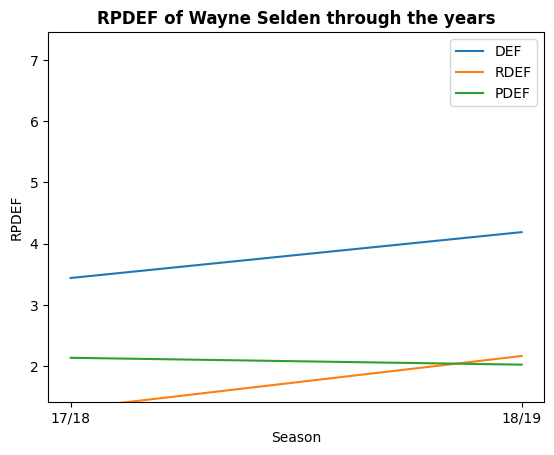 RPDEF of Wayne Selden through the years
DEF
RDEF
PDEF
7
6
5
4
3
2
RPDEF
17/18
18/19
Season